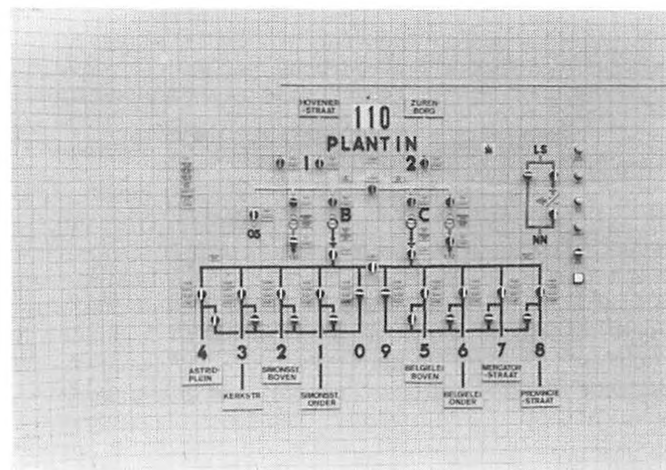 HOVENIER
-STRAAT
ZUREN
BORG
110
PLANTIN
1
2
LS
B
C
OS
NN
4
3
2
1
0
9
5
6
7
8
ASTRID-
PLEIN
SIMONSST.
BOVEN
BELGIELEI
BOVEN
MERCATOR
-STRAAT
KERKSTR.
SIMONSST.
ONDER
BELGIELEI
ONDER
PROVINCIE
-STRAAT